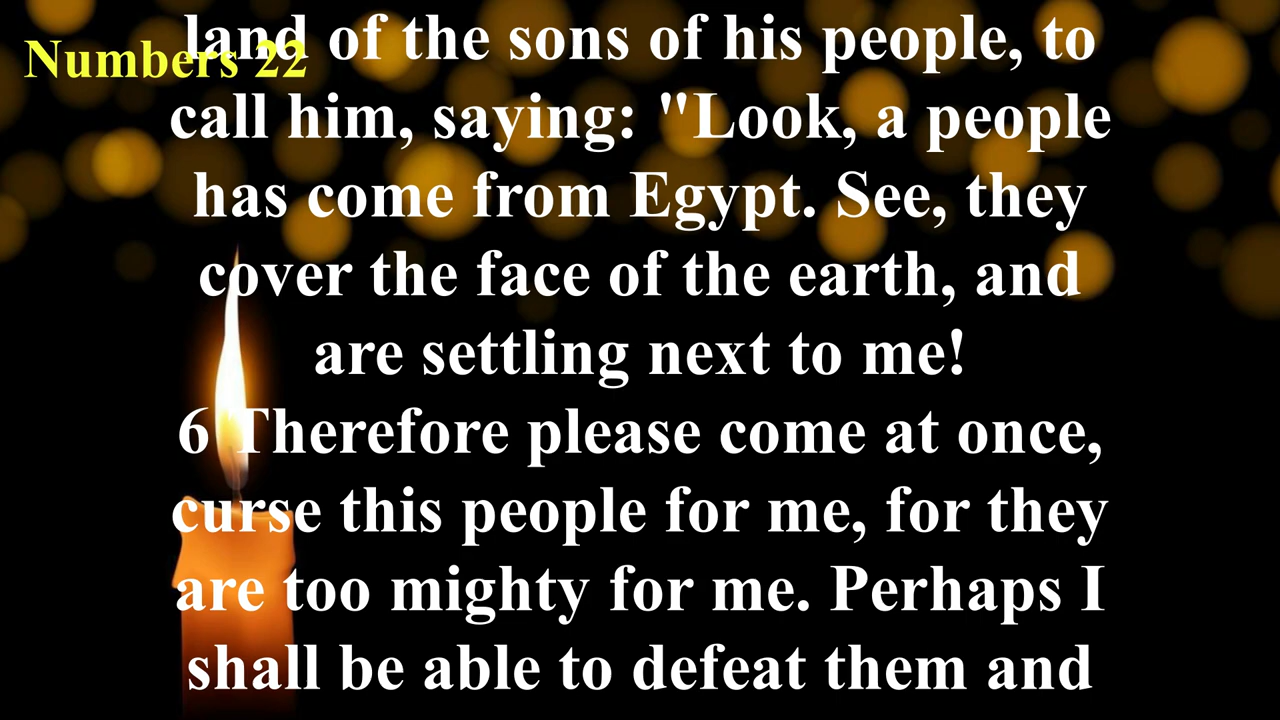 Numbers 22
land of the sons of his people, to
call him, saying: "Look, a people
has come from Egypt. See, they
cover the face of the earth, and
are settling next to me!
6 Therefore please come at once,
curse this people for me, for they
are too mighty for me. Perhaps I
shall be able to defeat them and